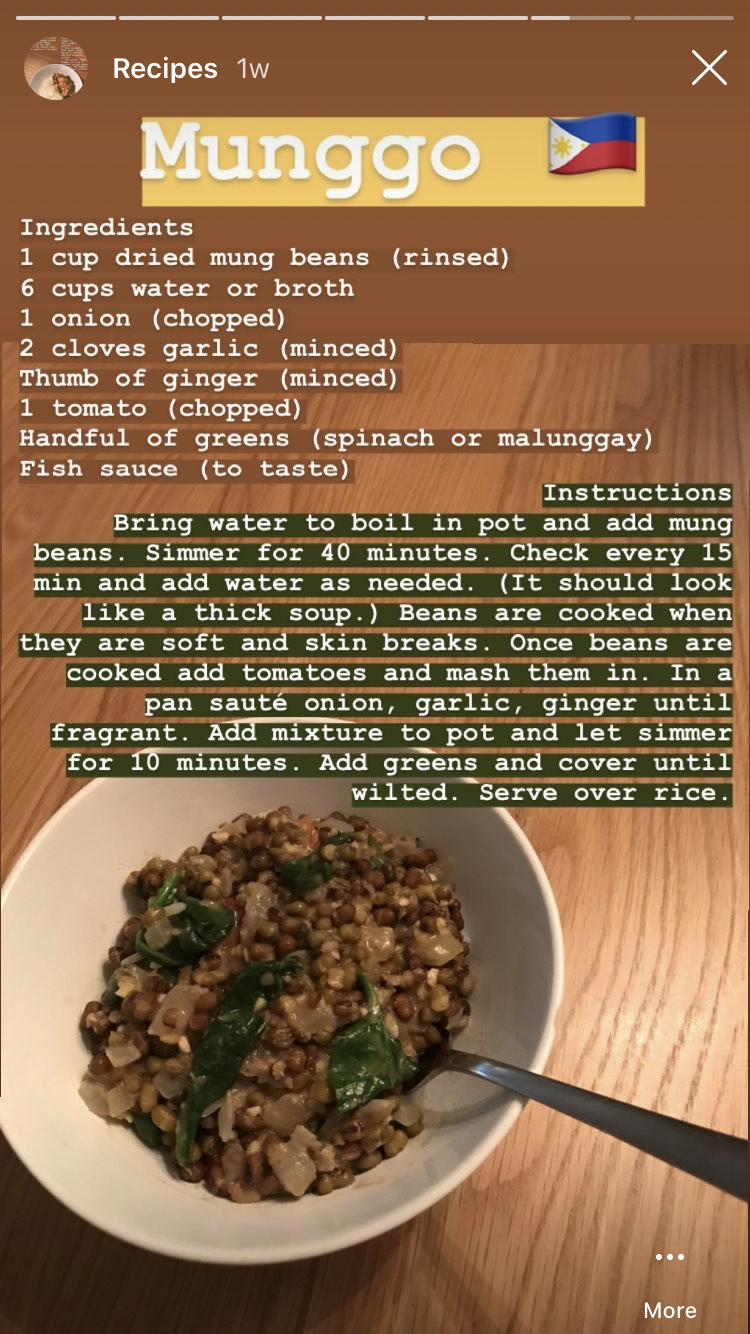 Recipes 1w
Munggo 🇵🇭
Ingredients
1 cup dried mung beans (rinsed)
6 cups water or broth
1 onion (chopped)
2 cloves garlic (minced)
Thumb of ginger (minced)
1 tomato (chopped)
Handful of greens (spinach or malunggay)
Fish sauce (to taste)
Instructions
Bring water to boil in pot and add mung
beans. Simmer for 40 minutes. Check every 15
min and add water as needed. (It should look
like a thick soup.) Beans are cooked when
they are soft and skin breaks. Once beans are
cooked add tomatoes and mash them in. In a
pan sauté onion, garlic, ginger until
fragrant. Add mixture to pot and let simmer
for 10 minutes. Add greens and cover until
wilted. Serve over rice.
More